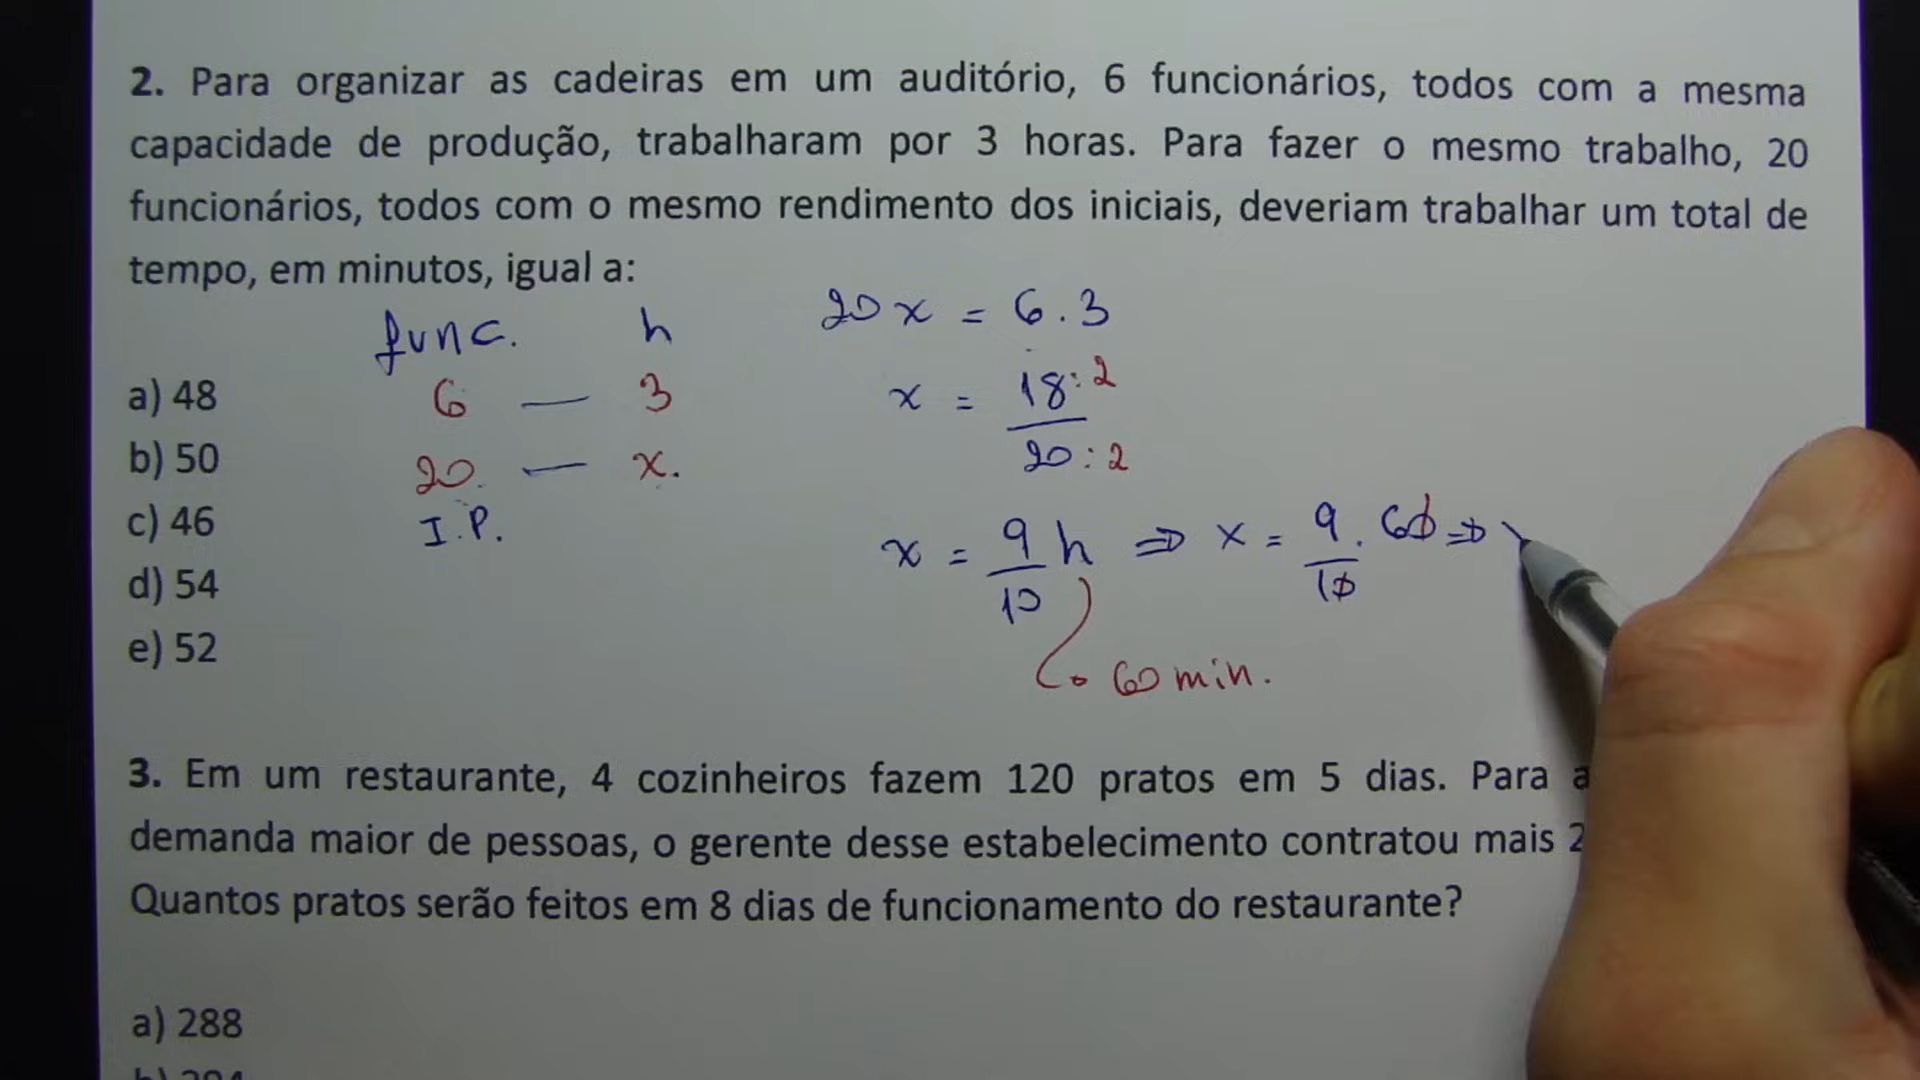 2. Para organizar as cadeiras em um auditório, 6 funcionários, todos com a mesma
capacidade de produção, trabalharam por 3 horas. Para fazer o mesmo trabalho, 20
funcionários, todos com o mesmo rendimento dos iniciais, deveriam trabalhar um total de
tempo, em minutos, igual a:
func. h
6 — 3
20 — x.
I.P.
20x = 6.3
x = 18:2 / 20:2
x = 9/10 h ⇒ x = 9/10 . 60 ⇒
60 min.
a) 48
b) 50
c) 46
d) 54
e) 52
3. Em um restaurante, 4 cozinheiros fazem 120 pratos em 5 dias. Para
demanda maior de pessoas, o gerente desse estabelecimento contratou mais 2
Quantos pratos serão feitos em 8 dias de funcionamento do restaurante?
a) 288